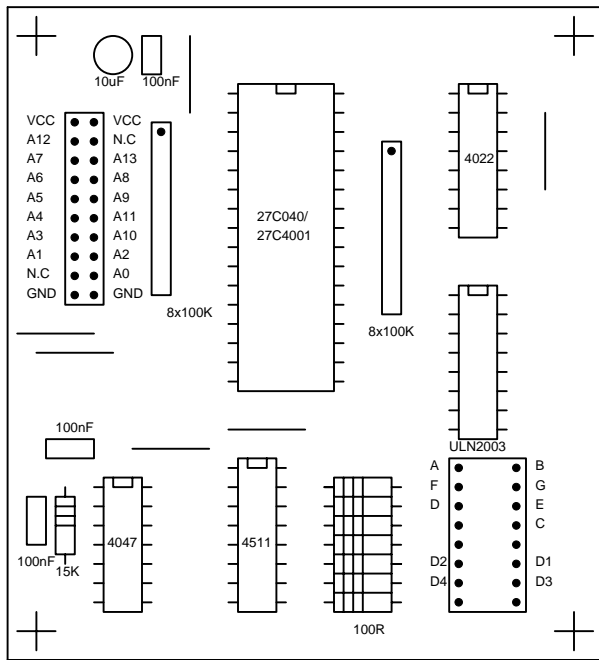 10uF 100nF
VCC VCC
A12 N.C
A7 A13
A6 A8
A5 A9
A4 A11
A3 A10
A1 A2
N.C A0
GND GND
8x100K
27C040/
27C4001
8x100K
4022
ULN2003
100nF
100nF
15K
4047
4511
100R
A B
F G
D E
C
D2 D1
D4 D3